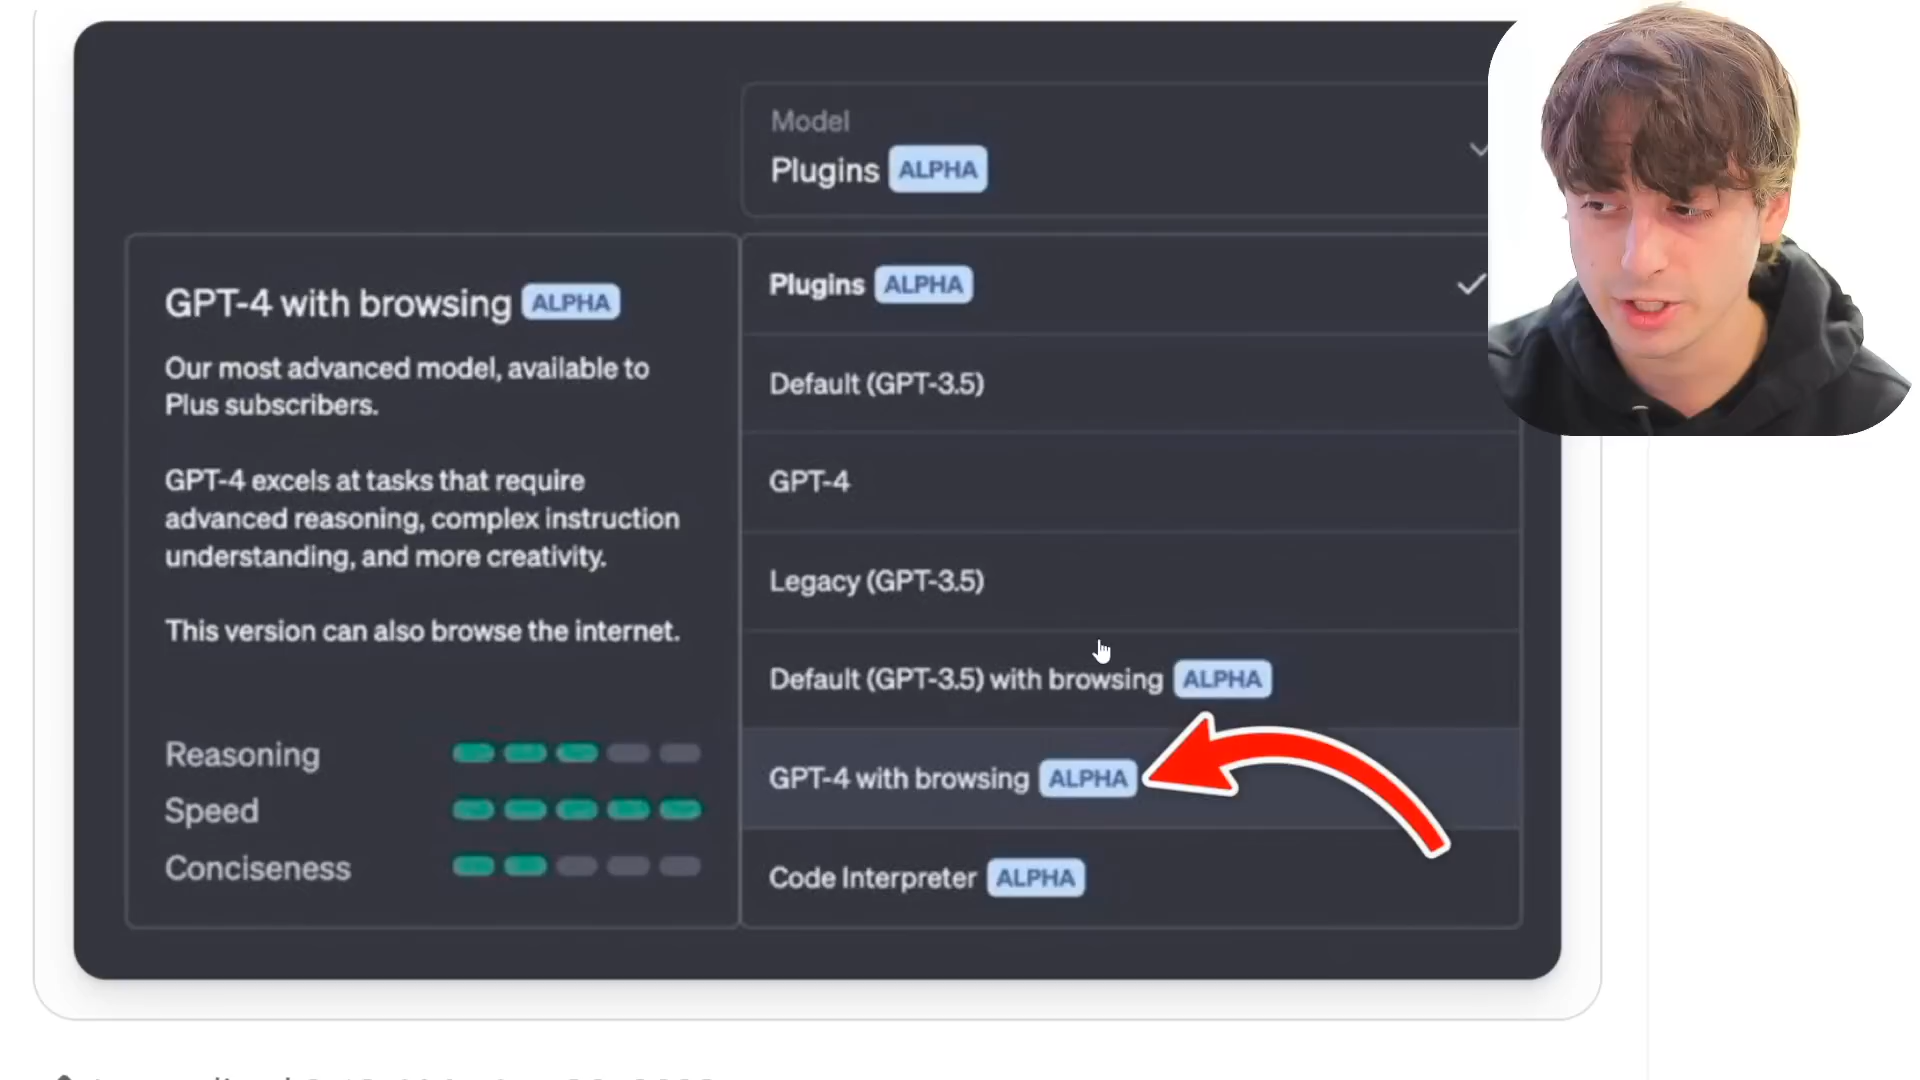 Model
Plugins ALPHA
GPT-4 with browsing ALPHA
Our most advanced model, available to
Plus subscribers.
GPT-4 excels at tasks that require
advanced reasoning, complex instruction
understanding, and more creativity.
This version can also browse the internet.
Reasoning
Speed
Conciseness
Plugins ALPHA
Default (GPT-3.5)
GPT-4
Legacy (GPT-3.5)
Default (GPT-3.5) with browsing ALPHA
GPT-4 with browsing ALPHA
Code Interpreter ALPHA